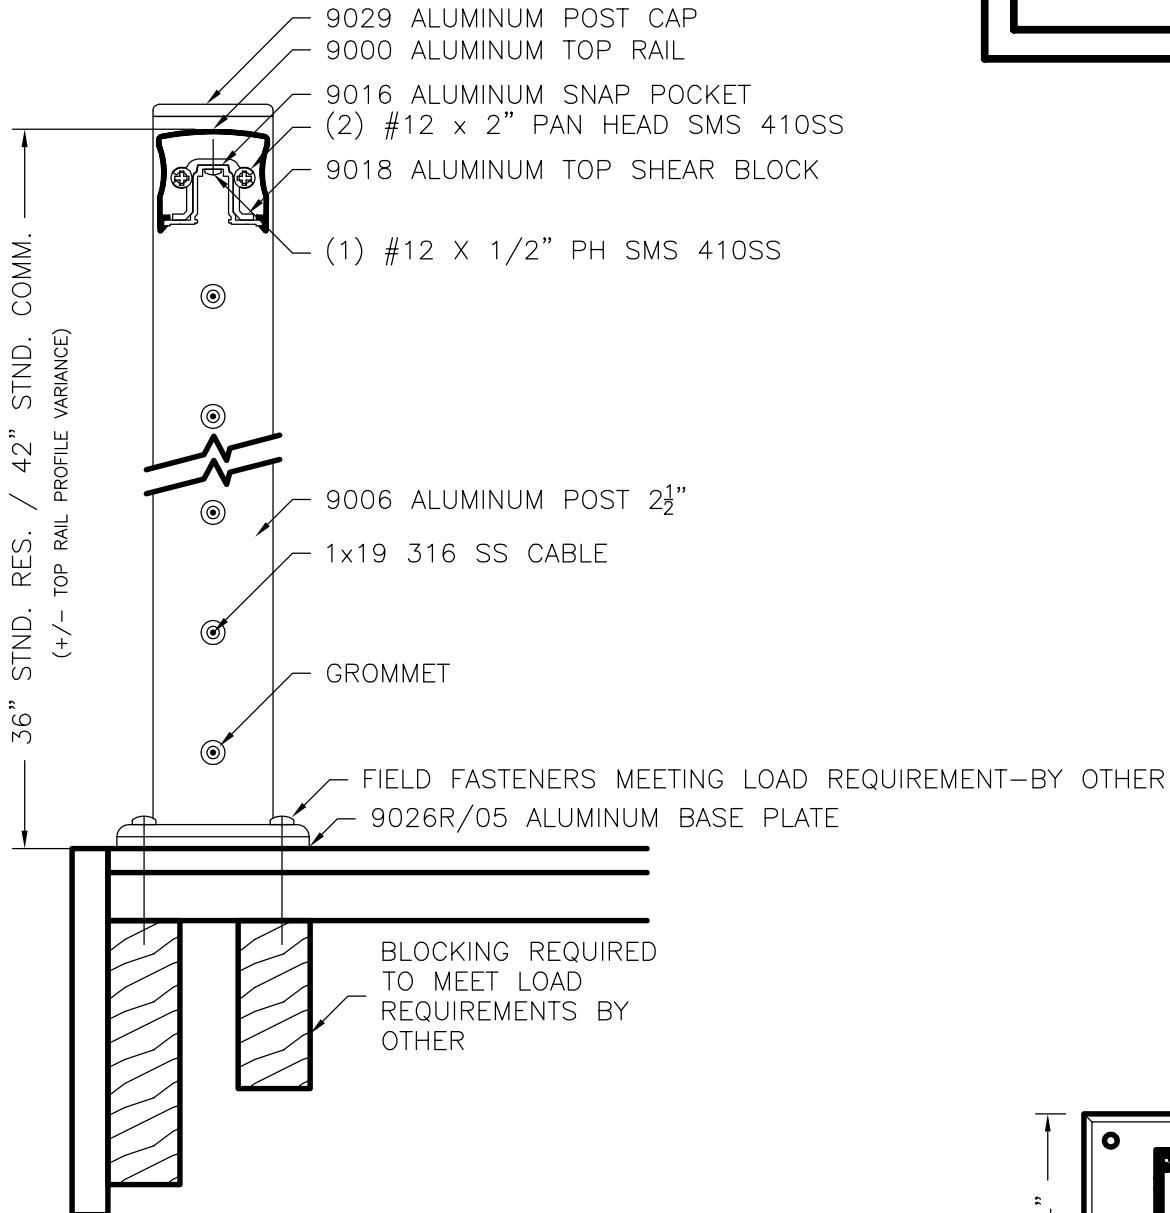 9029 ALUMINUM POST CAP
9000 ALUMINUM TOP RAIL
9016 ALUMINUM SNAP POCKET
(2) #12 x 2" PAN HEAD SMS 410SS
9018 ALUMINUM TOP SHEAR BLOCK
(1) #12 X 1/2" PH SMS 410SS
36" STND. RES. / 42" STND. COMM.
(+/- TOP RAIL PROFILE VARIANCE)
9006 ALUMINUM POST 2½"
1x19 316 SS CABLE
GROMMET
FIELD FASTENERS MEETING LOAD REQUIREMENT-BY OTHER
9026R/05 ALUMINUM BASE PLATE
BLOCKING REQUIRED
TO MEET LOAD
REQUIREMENTS BY
OTHER